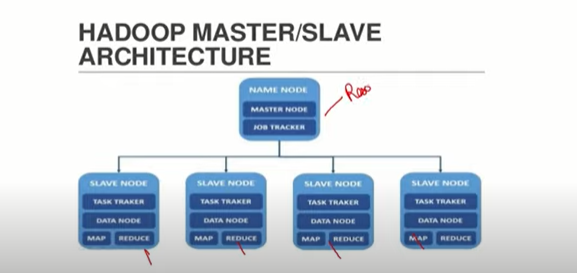 HADOOP MASTER/SLAVE
ARCHITECTURE
NAME NODE
MASTER NODE
JOB TRACKER
SLAVE NODE
TASK TRAKER
DATA NODE
MAP REDUCE
SLAVE NODE
TASK TRAKER
DATA NODE
MAP REDUCE
SLAVE NODE
TASK TRAKER
DATA NODE
MAP REDUCE
SLAVE NODE
TASK TRAKER
DATA NODE
MAP REDUCE